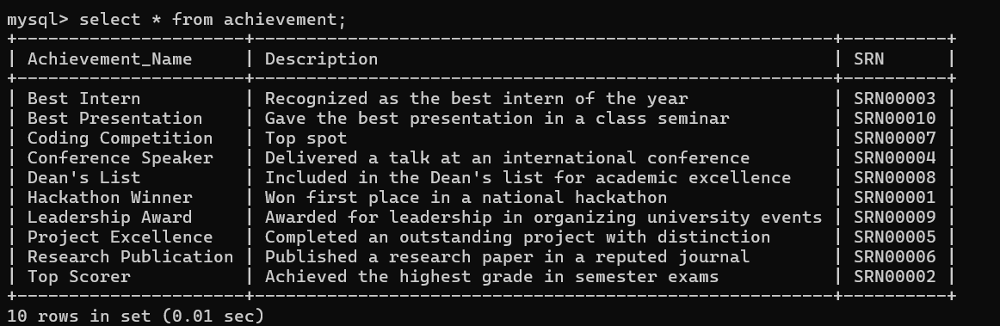 mysql> select * from achievement;
+----------------------+--------------------------------------------------------+----------+
| Achievement_Name     | Description                                            | SRN      |
+----------------------+--------------------------------------------------------+----------+
| Best Intern          | Recognized as the best intern of the year              | SRN00003 |
| Best Presentation    | Gave the best presentation in a class seminar          | SRN00010 |
| Coding Competition   | Top spot                                               | SRN00007 |
| Conference Speaker   | Delivered a talk at an international conference        | SRN00004 |
| Dean's List          | Included in the Dean's list for academic excellence    | SRN00008 |
| Hackathon Winner     | Won first place in a national hackathon                | SRN00001 |
| Leadership Award     | Awarded for leadership in organizing university events | SRN00009 |
| Project Excellence   | Completed an outstanding project with distinction      | SRN00005 |
| Research Publication | Published a research paper in a reputed journal        | SRN00006 |
| Top Scorer           | Achieved the highest grade in semester exams           | SRN00002 |
+----------------------+--------------------------------------------------------+----------+
10 rows in set (0.01 sec)